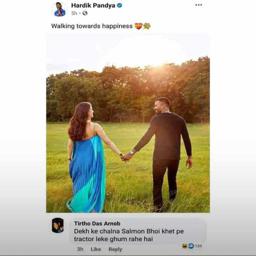 Hardik Pandya
5h
Walking towards happiness ❤️💐
Tirtho Das Arnob
Dekh ke chalna Salmon Bhoi khet pe
tractor leke ghum rahe hai
3h Like Reply